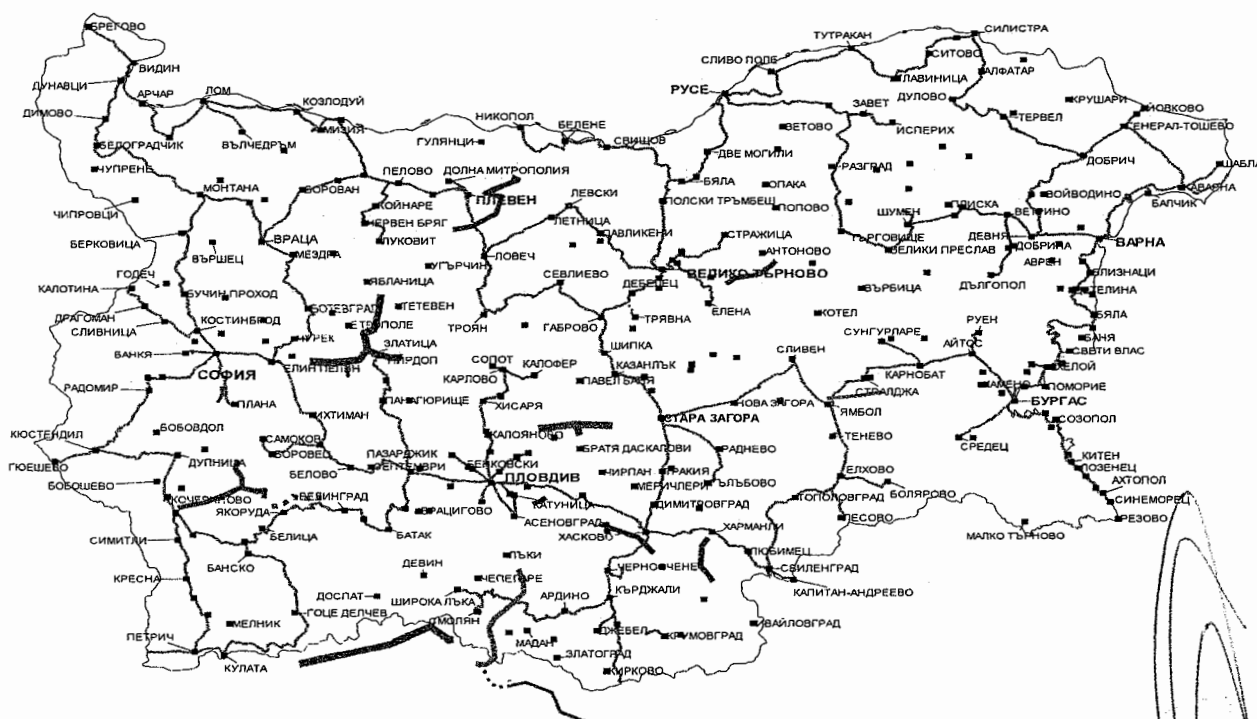 БРЕГОВО
ВИДИН
ДУНАВЦИ
АРЧАР
ДИМОВО
ЛОМ
КОЗЛОДУЙ
МИЗИЯ
БЕЛОГРАДЧИК
ВЪЛЧЕДРЪМ
ЧУПРЕНЕ
МОНТАНА
БОРОВАН
ЧИПРОВЦИ
БЕРКОВИЦА
ВРАЦА
ВЪРШЕЦ
МЕЗДРА
ГУЛЯНЦИ
НИКОПОЛ
БЕЛЕНЕ
СВИЩОВ
ПЕЛОВО
ДОЛНА МИТРОПОЛИЯ
ПЛЕВЕН
КОЙНАРЕ
ЧЕРВЕН БРЯГ
ЛУКОВИТ
ЛЕВСКИ
ЛЕТНИЦА
ПАВЛИКЕНИ
УГЪРЧИН
ЛОВЕЧ
ЯБЛАНИЦА
ТЕТЕВЕН
ТРОЯН
СЕВЛИЕВО
ГАБРОВО
СЛИВО ПОЛЕ
ТУТРАКАН
СИЛИСТРА
СИТОВО
АЛФАТАР
РУСЕ
ГЛАВИНИЦА
ДУЛОВО
КРУШАРИ
ЙОВКОВО
ГЕНЕРАЛ-ТОШЕВО
ТЕРВЕЛ
ЗАВЕТ
ИСПЕРИХ
ВЕТОВО
ДВЕ МОГИЛИ
РАЗГРАД
ДОБРИЧ
ШАБЛА
КАВАРНА
БАЛЧИК
БЯЛА
ОПАКА
ПОЛСКИ ТРЪМБЕШ
ПОПОВО
ВОЙВОДИНО
ПЛИСКА
ВЕТРИНО
ШУМЕН
ДЕВНЯ
ВАРНА
СТРАЖИЦА
АНТОНОВО
ТЪРГОВИЩЕ
ВЕЛИКИ ПРЕСЛАВ
ДОБРИНА
АВРЕН
ВЕЛИКО ТЪРНОВО
ДЕБЕЛЕЦ
ЕЛЕНА
ТРЯВНА
ВЪРБИЦА
ДЪЛГОПОЛ
БЛИЗНАЦИ
БЯЛА
КОТЕЛ
РУЕН
СУНГУРЛАРЕ
АЙТОС
БАНЯ
СВЕТИ ВЛАС
ГОДЕЧ
КАЛОТИНА
БУЧИН ПРОХОД
ДРАГОМАН
СЛИВНИЦА
КОСТИНБРОД
БОТЕВГРАД
ЕТРОПОЛЕ
БАНКЯ
СОФИЯ
ЕЛИН ПЕЛИН
ЗЛАТИЦА
ПИРДОП
РАДОМИР
ПЛАНА
ИХТИМАН
ПАНАГЮРИЩЕ
СОПОТ
КАРЛОВО
КАЛОФЕР
ХИСАРЯ
ШИПКА
КАЗАНЛЪК
ПАВЕЛ БАНЯ
СЛИВЕН
КАРНОБАТ
СТРАЛДЖА
КАМЕНО
ПОМОРИЕ
БУРГАС
СОЗОПОЛ
СТАРА ЗАГОРА
НОВА ЗАГОРА
ЯМБОЛ
ТЕНЕВО
СРЕДЕЦ
КЮСТЕНДИЛ
БОБОВДОЛ
ГЮЕШЕВО
ДУПНИЦА
САМОКОВ
БОРОВЕЦ
БЕЛОВО
ПАЗАРДЖИК
СЕПТЕМВРИ
КАЛОЯНОВО
БРАТЯ ДАСКАЛОВИ
РАДНЕВО
ПЛОВДИВ
ЧИРПАН
ТРАКИЯ
МЕРИЧЛЕРИ
ГЪЛЪБОВО
ЕЛХОВО
БОЛЯРОВО
КИТЕН
ЛОЗЕНЕЦ
АХТОПОЛ
СИНЕМОРЕЦ
РЕЗОВО
БОБОШЕВО
КОЧЕРИНОВО
ЯКОРУДА
ВЕЛИНГРАД
БРАЦИГОВО
КАТУНИЦА
АСЕНОВГРАД
ДИМИТРОВГРАД
ТОПОЛОВГРАД
ЛЕСОВО
МАЛКО ТЪРНОВО
СИМИТЛИ
БЕЛИЦА
БАТАК
ХАСКОВО
ХАРМАНЛИ
БАНСКО
ДЕВИН
ЛЪКИ
ЧЕРНООЧЕНЕ
ЛЮБИМЕЦ
СВИЛЕНГРАД
КРЕСНА
ЧЕПЕЛАРЕ
КЪРДЖАЛИ
КАПИТАН-АНДРЕЕВО
ДОСПАТ
ШИРОКА ЛЪКА
АРДИНО
МЕЛНИК
ГОЦЕ ДЕЛЧЕВ
СМОЛЯН
ДЖЕБЕЛ
КРУМОВГРАД
ИВАЙЛОВГРАД
ПЕТРИЧ
МАДАН
ЗЛАТОГРАД
КУЛАТА
КИРКОВО